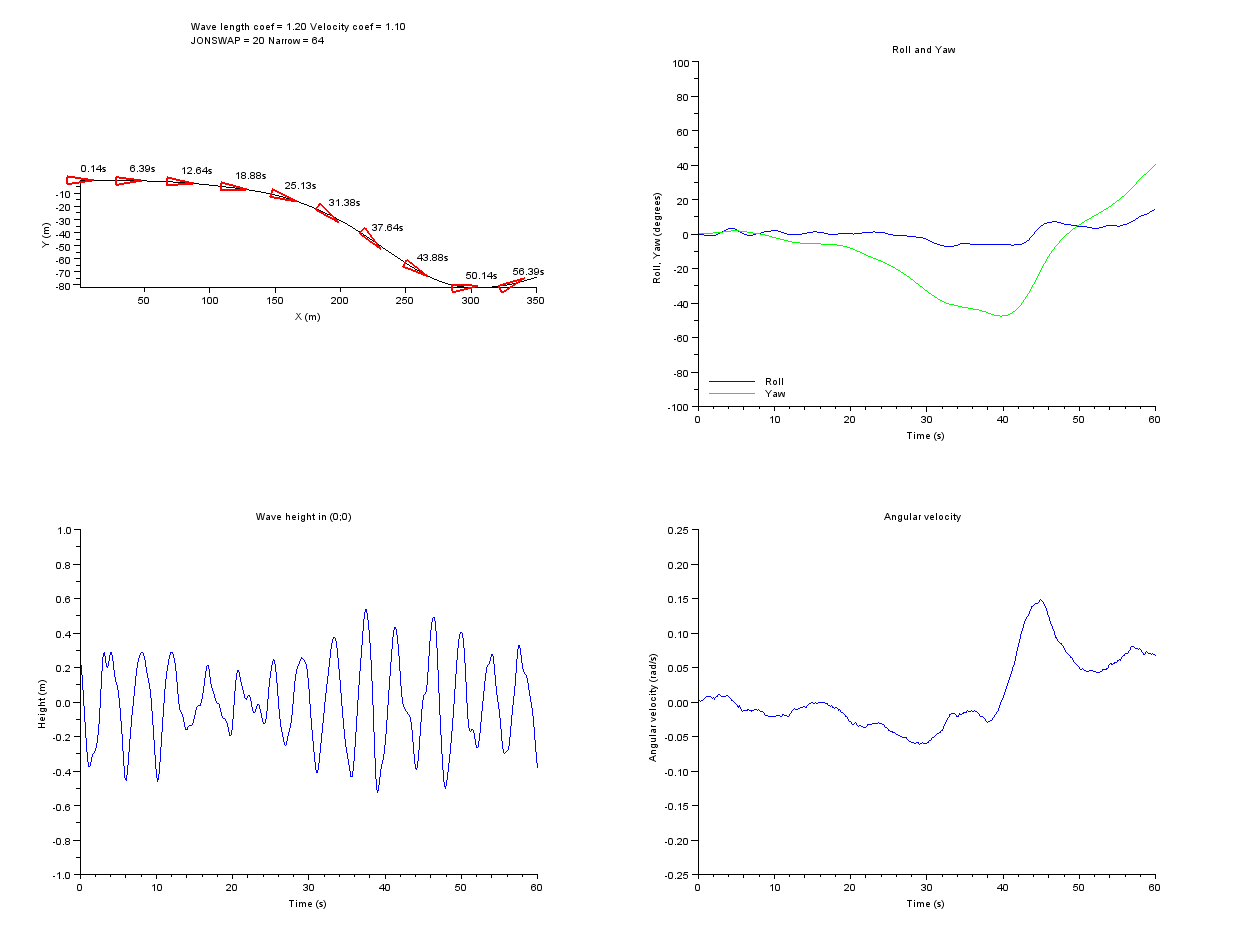 Wave length coef = 1.20 Velocity coef = 1.10
JONSWAP = 20 Narrow = 64
0.14s
6.39s
12.64s
18.88s
25.13s
31.38s
37.64s
43.88s
50.14s
56.39s
-10
-20
-30
-40
-50
-60
-70
-80
Y (m)
50
100
150
200
250
300
350
X (m)
Roll and Yaw
100
80
60
40
20
0
-20
-40
-60
-80
-100
Roll, Yaw (degrees)
Roll
Yaw
0
10
20
30
40
50
60
Time (s)
Wave height in (0;0)
1.0
0.8
0.6
0.4
0.2
0.0
-0.2
-0.4
-0.6
-0.8
-1.0
Height (m)
0
10
20
30
40
50
60
Time (s)
Angular velocity
0.25
0.20
0.15
0.10
0.05
0.00
-0.05
-0.10
-0.15
-0.20
-0.25
Angular velocity (rad/s)
0
10
20
30
40
50
60
Time (s)